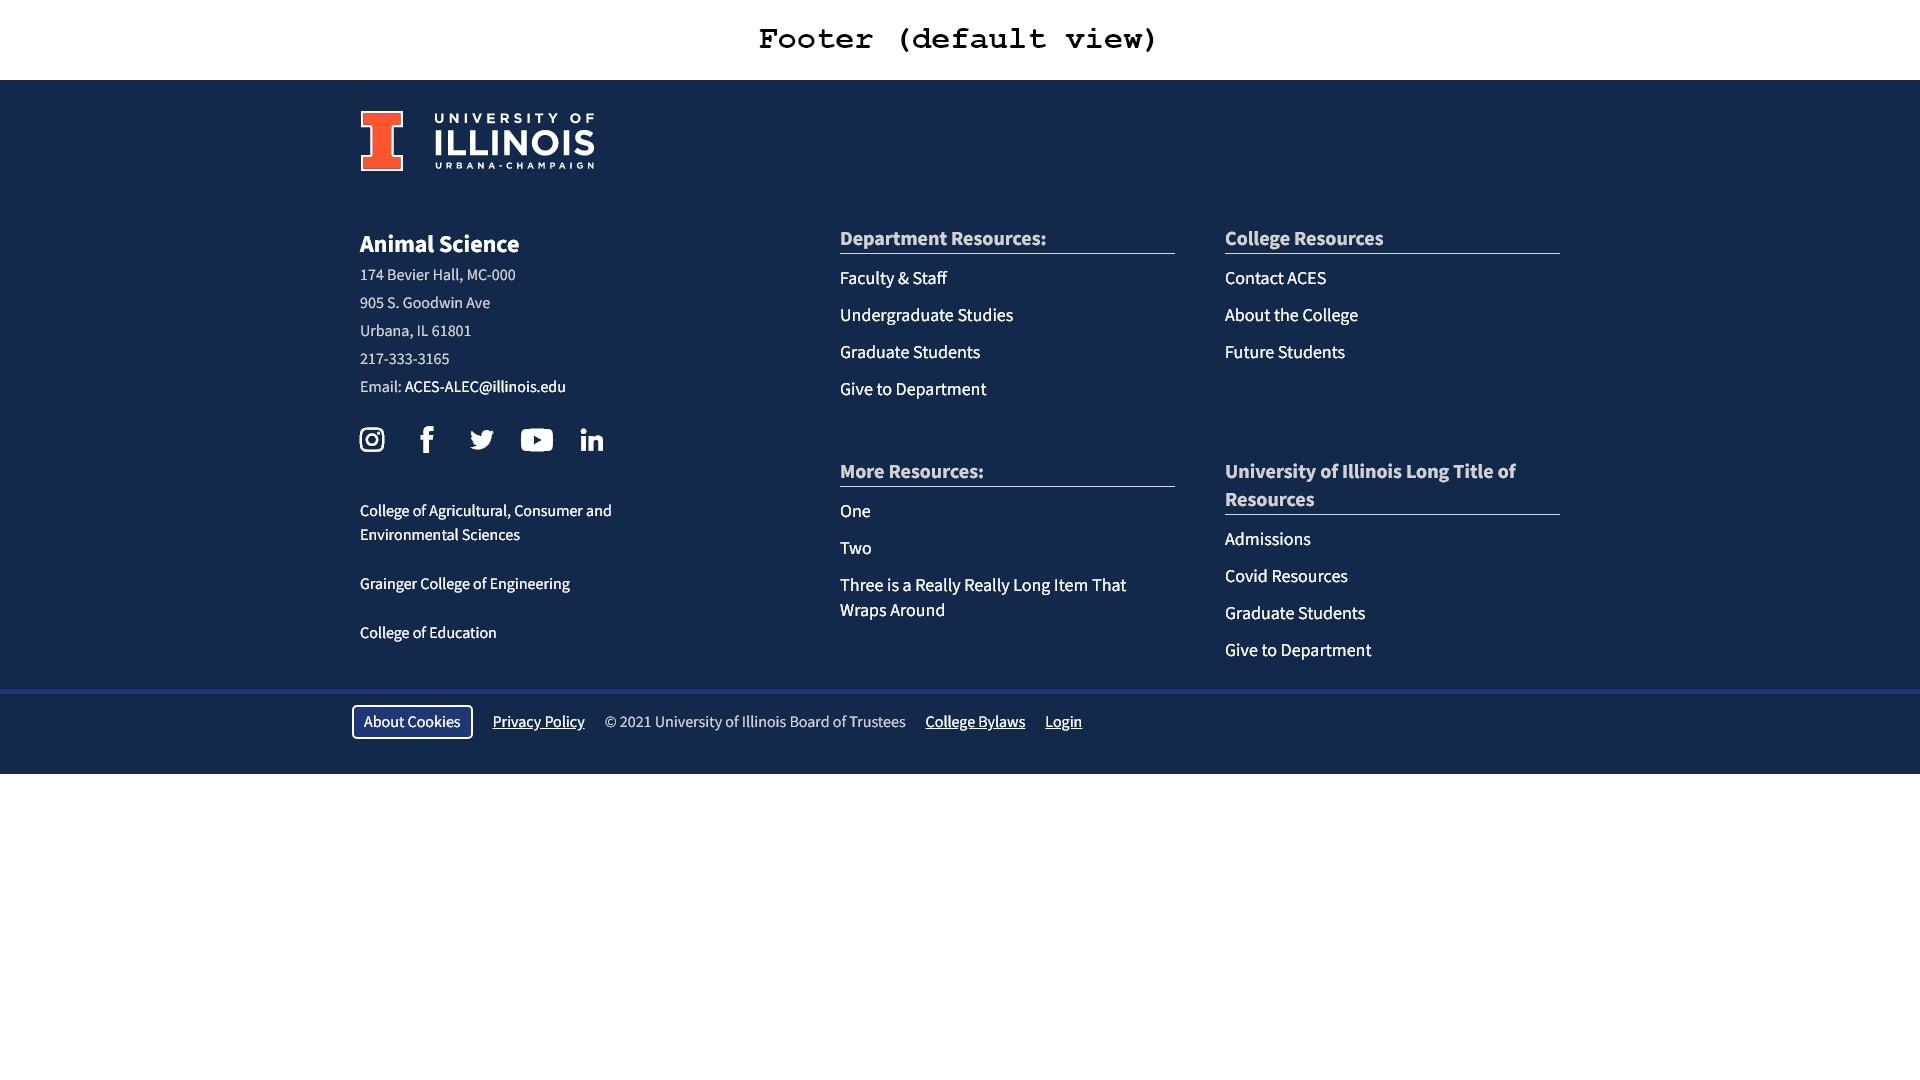 Footer (default view)
UNIVERSITY OF
ILLINOIS
URBANA-CHAMPAIGN
Animal Science
174 Bevier Hall, MC-000
905 S. Goodwin Ave
Urbana, IL 61801
217-333-3165
Email: ACES-ALEC@illinois.edu
College of Agricultural, Consumer and
Environmental Sciences
Grainger College of Engineering
College of Education
Department Resources:
Faculty & Staff
Undergraduate Studies
Graduate Students
Give to Department
College Resources
Contact ACES
About the College
Future Students
More Resources:
One
Two
Three is a Really Really Long Item That
Wraps Around
University of Illinois Long Title of
Resources
Admissions
Covid Resources
Graduate Students
Give to Department
About Cookies Privacy Policy © 2021 University of Illinois Board of Trustees College Bylaws Login